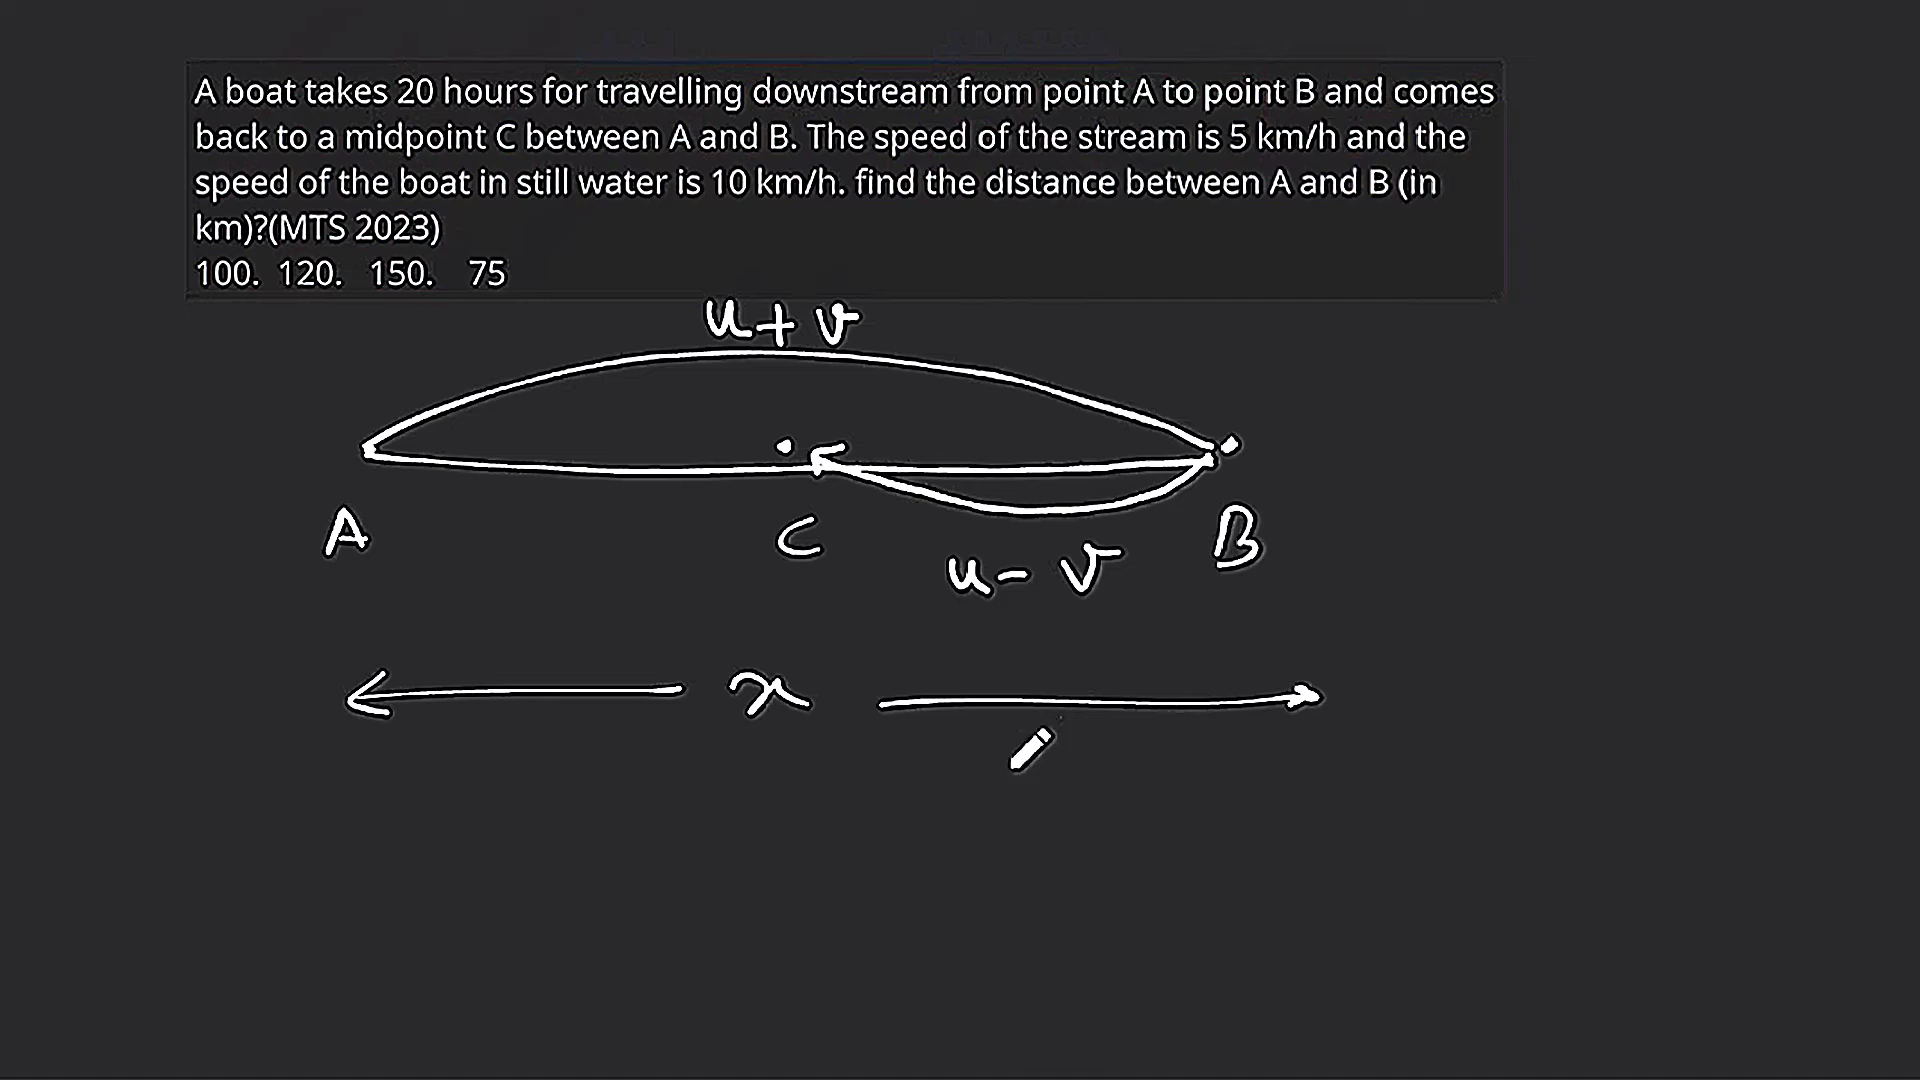 A boat takes 20 hours for travelling downstream from point A to point B and comes
back to a midpoint C between A and B. The speed of the stream is 5 km/h and the
speed of the boat in still water is 10 km/h. find the distance between A and B (in
km)?(MTS 2023)
100. 120. 150. 75
u + v
A C B
u - v
x